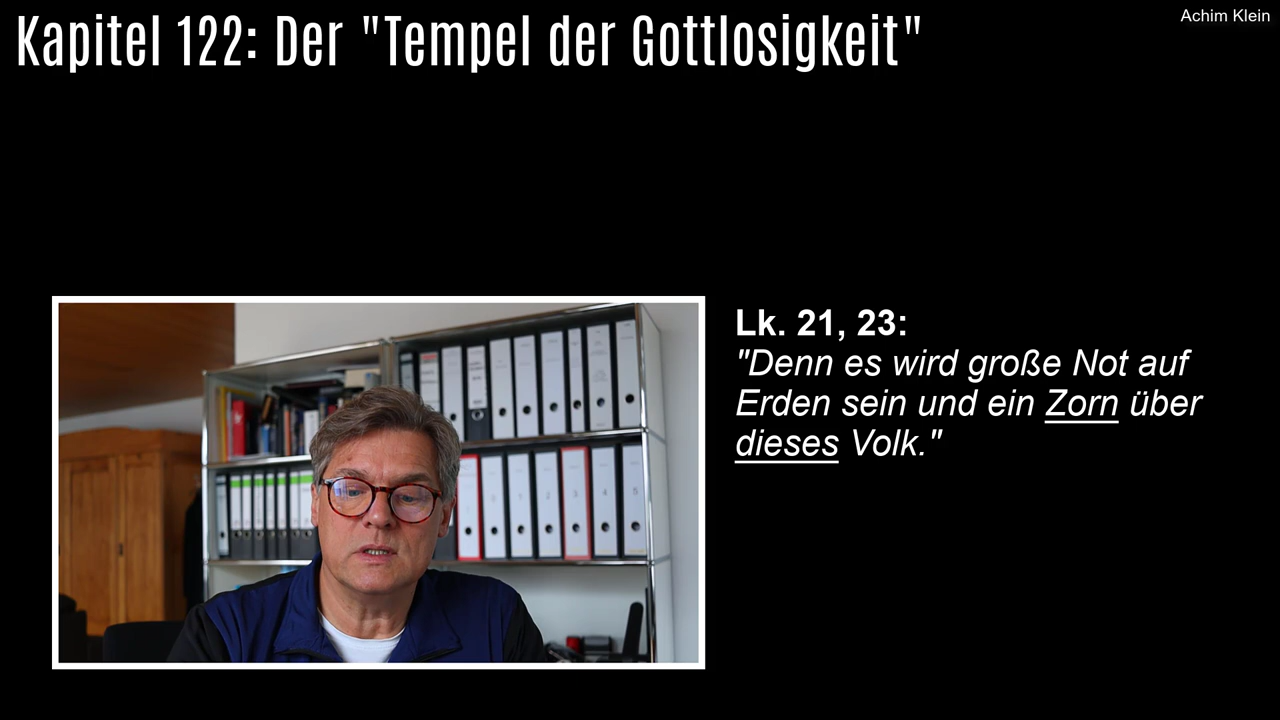 Kapitel 122: Der "Tempel der Gottlosigkeit"
Achim Klein
Lk. 21, 23:
"Denn es wird große Not auf
Erden sein und ein Zorn über
dieses Volk."